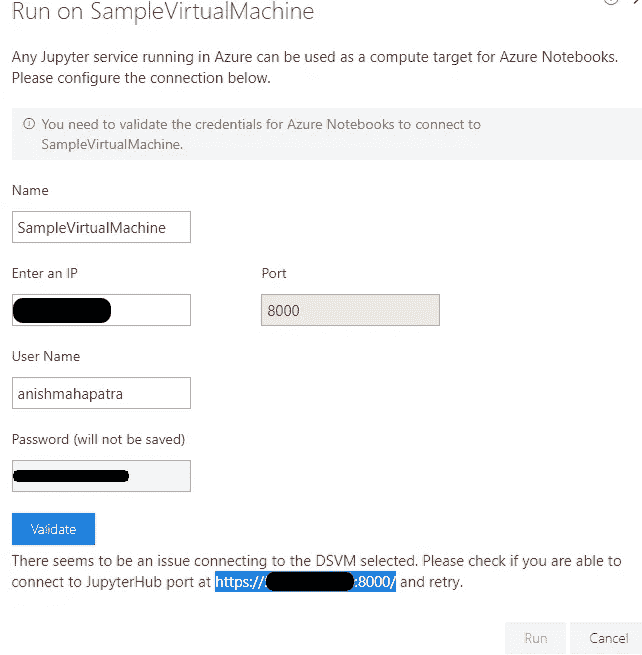 Run on SampleVirtualMachine
Any Jupyter service running in Azure can be used as a compute target for Azure Notebooks.
Please configure the connection below.
You need to validate the credentials for Azure Notebooks to connect to
SampleVirtualMachine.
Name
SampleVirtualMachine
Enter an IP
Port
8000
User Name
anishmahapatra
Password (will not be saved)
Validate
There seems to be an issue connecting to the DSVM selected. Please check if you are able to
connect to JupyterHub port at https:// :8000/ and retry.
Run
Cancel